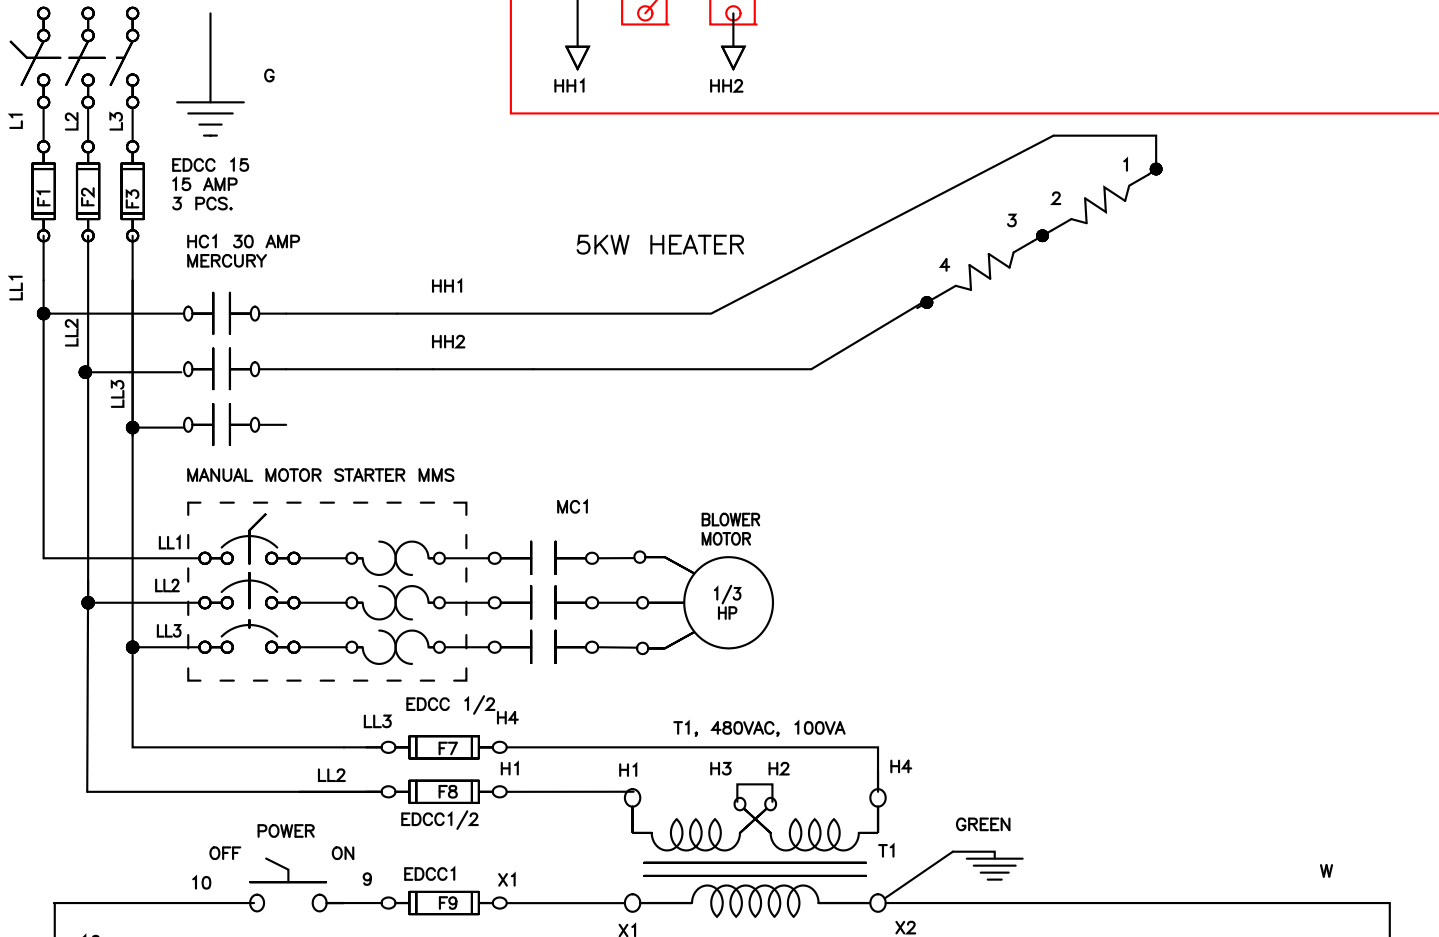 G
HH1
HH2
L1
L2
L3
F1
F2
F3
EDCC 15
15 AMP
3 PCS.
HC1 30 AMP
MERCURY
5KW HEATER
1
2
3
4
LL1
HH1
LL2
HH2
LL3
MANUAL MOTOR STARTER MMS
MC1
BLOWER
MOTOR
LL1
LL2
1/3
HP
LL3
EDCC 1/2
LL3
H4
T1, 480VAC, 100VA
F7
LL2
H1
H1
H3
H2
H4
F8
EDCC1/2
POWER
GREEN
OFF
ON
T1
10
9
EDCC1
X1
W
F9
X1
X2